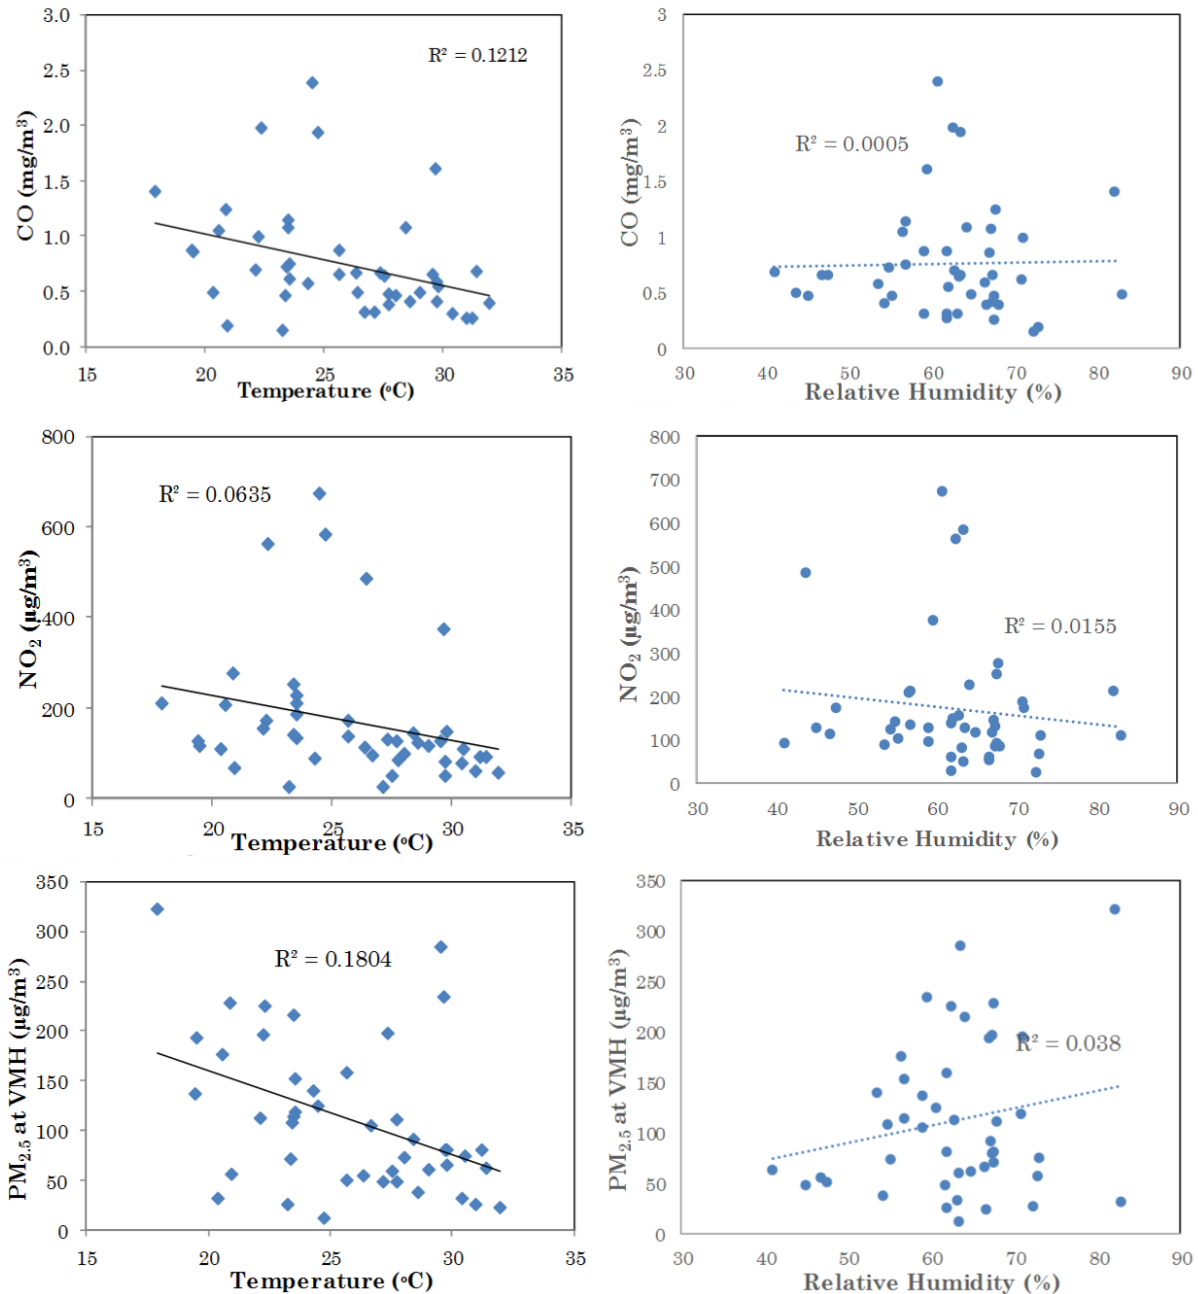 3.0
2.5
2.0
1.5
1.0
0.5
0.0
CO (mg/m³)
R² = 0.1212
15 20 25 30 35
Temperature (ºC)
3
2.5
2
1.5
1
0.5
0
CO (mg/m³)
R² = 0.0005
30 40 50 60 70 80 90
Relative Humidity (%)
800
600
400
200
0
NO₂ (µg/m³)
R² = 0.0635
15 20 25 30 35
Temperature (ºC)
800
700
600
500
400
300
200
100
0
NO₂ (µg/m³)
R² = 0.0155
30 40 50 60 70 80 90
Relative Humidity (%)
350
300
250
200
150
100
50
0
PM₂.₅ at VMH (µg/m³)
R² = 0.1804
15 20 25 30 35
Temperature (ºC)
350
300
250
200
150
100
50
0
PM₂.₅ at VMH (µg/m³)
R² = 0.038
30 40 50 60 70 80 90
Relative Humidity (%)